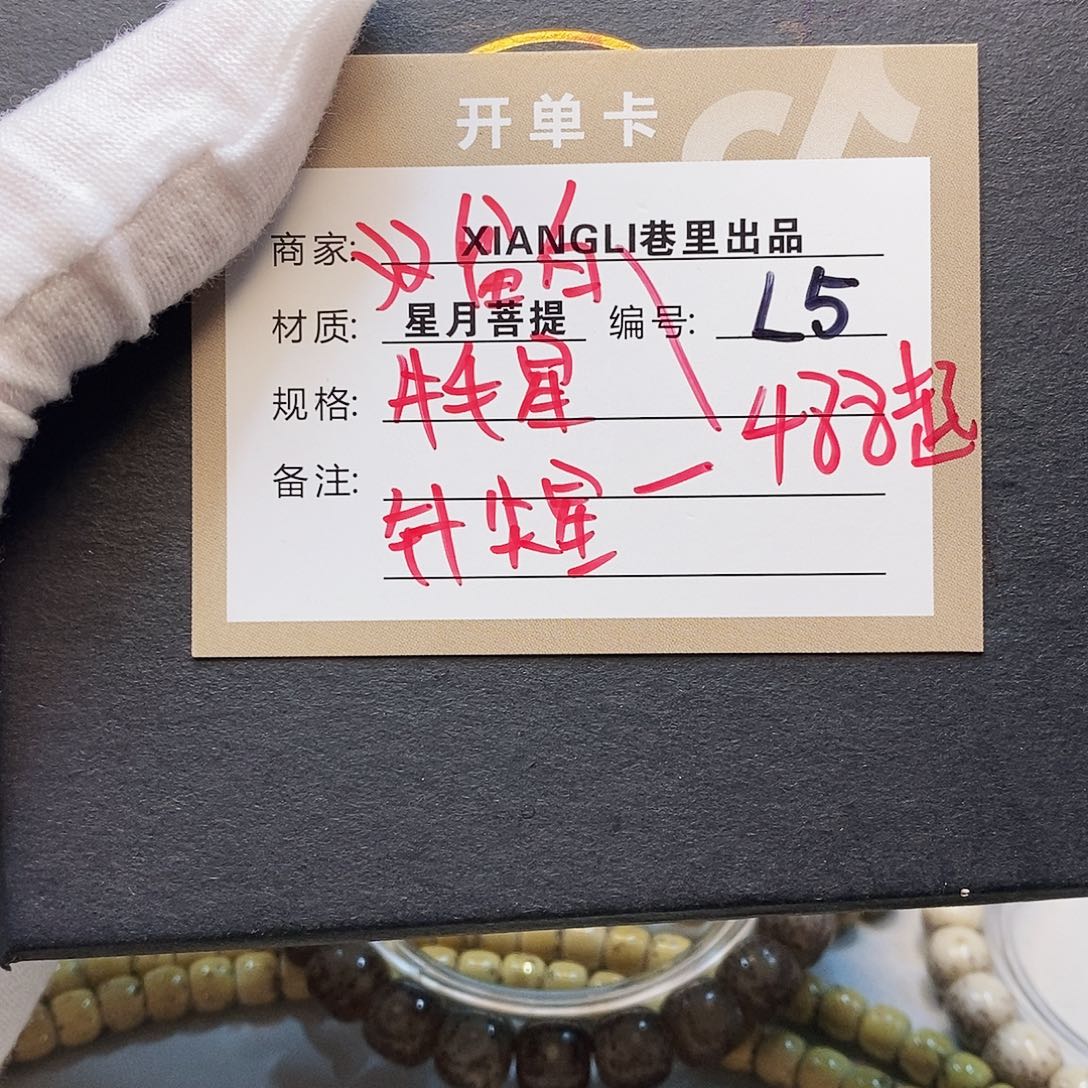 开单卡
商家: XIANGLI巷里出品
材质: 星月菩提 编号: L5
规格: 牛毛星
488起
备注:
针尖星